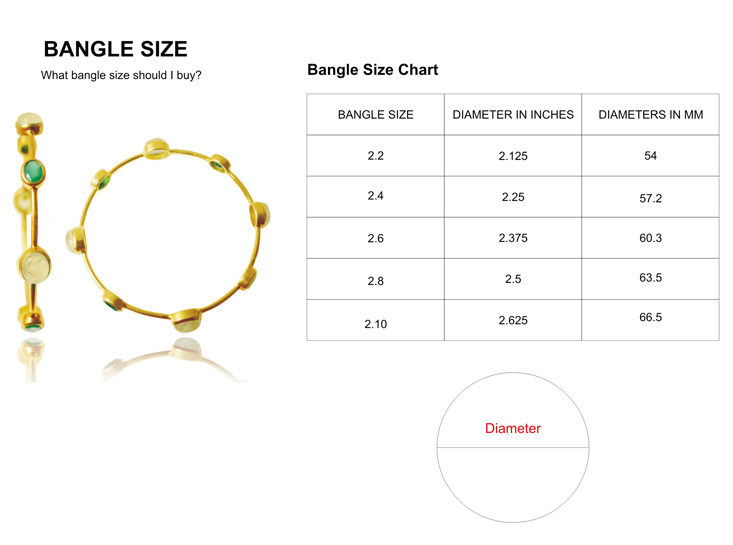 BANGLE SIZE
What bangle size should I buy?
Bangle Size Chart
BANGLE SIZE DIAMETER IN INCHES DIAMETERS IN MM
2.2 2.125 54
2.4 2.25 57.2
2.6 2.375 60.3
2.8 2.5 63.5
2.10 2.625 66.5
Diameter